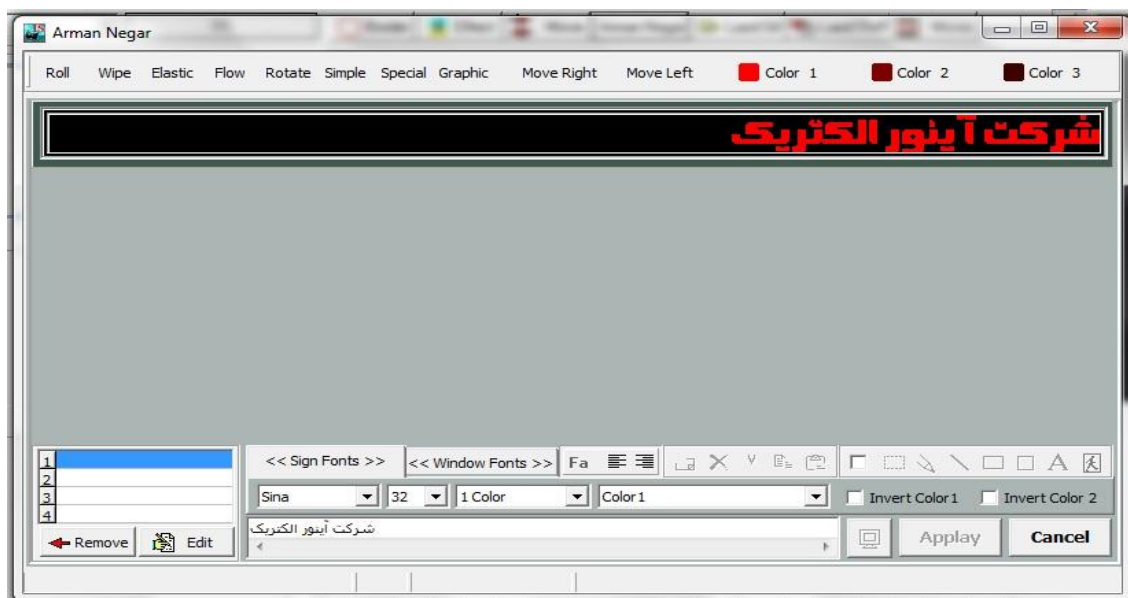 Arman Negar
Roll Wipe Elastic Flow Rotate Simple Special Graphic Move Right Move Left Color 1 Color 2 Color 3
شرکت آینور الکتریک
1
2
3
4
<< Sign Fonts >> << Window Fonts >> Fa
Sina 32 1 Color Color1 Invert Color1 Invert Color 2
شرکت آینور الکتریک
Remove Edit Applay Cancel